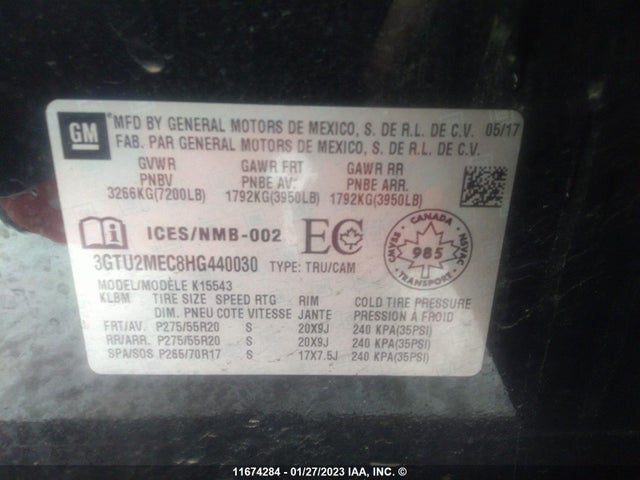 GM
MFD BY GENERAL MOTORS DE MEXICO, S. DE R.L. DE C.V. 05/17
FAB. PAR GENERAL MOTORS DE MEXICO, S. DE R.L. DE C.V.
GVWR GAWR FRT GAWR RR
PNBV PNBE AV. PNBE ARR.
3266KG(7200LB) 1792KG(3950LB) 1792KG(3950LB)
ICES/NMB-002 EC
CANADA
SVAM 985 NSVAC
TRANSPORT
3GTU2MEC8HG440030 TYPE: TRU/CAM
MODEL/MODÈLE K15543
KLBM TIRE SIZE SPEED RTG RIM COLD TIRE PRESSURE
DIM. PNEU COTE VITESSE JANTE PRESSION À FROID
FRT/AV. P275/55R20 S 20X9J 240 KPA(35PSI)
RR/ARR. P275/55R20 S 20X9J 240 KPA(35PSI)
SPA/SOS P265/70R17 S 17X7.5J 240 KPA(35PSI)
11674284 - 01/27/2023 IAA, Inc. ©